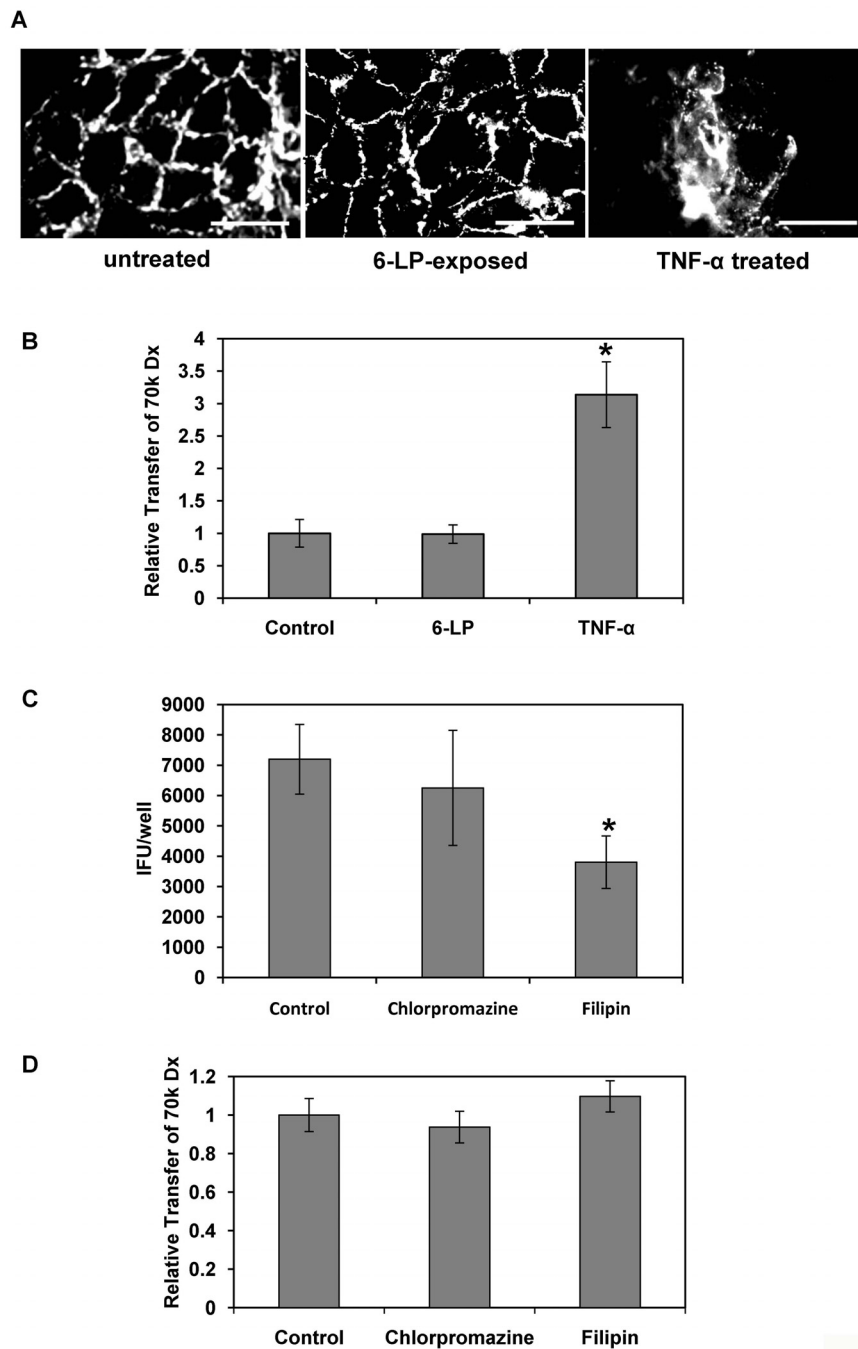 A
untreated
6-LP-exposed
TNF-α treated
B
Relative Transfer of 70k Dx
4
3.5
3
2.5
2
1.5
1
0.5
0
*
Control
6-LP
TNF-α
C
IFU/well
9000
8000
7000
6000
5000
4000
3000
2000
1000
0
*
Control
Chlorpromazine
Filipin
D
Relative Transfer of 70k Dx
1.2
1
0.8
0.6
0.4
0.2
0
Control
Chlorpromazine
Filipin